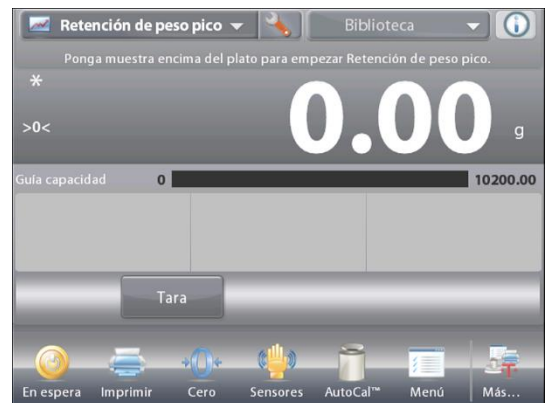 Retención de peso pico Biblioteca
Ponga muestra encima del plato para empezar Retención de peso pico.
*
>0< 0.00 g
Guía capacidad 0 10200.00
Tara
En espera Imprimir Cero Sensores AutoCal™ Menú Más...